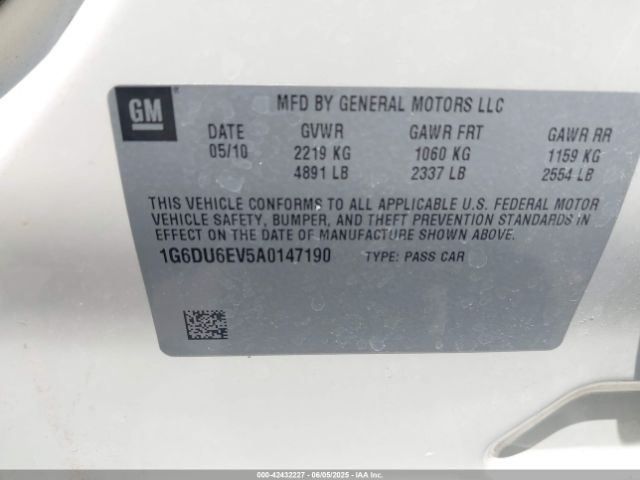 GM
MFD BY GENERAL MOTORS LLC
DATE GVWR GAWR FRT GAWR RR
05/10 2219 KG 1060 KG 1159 KG
4891 LB 2337 LB 2554 LB
THIS VEHICLE CONFORMS TO ALL APPLICABLE U.S. FEDERAL MOTOR
VEHICLE SAFETY, BUMPER, AND THEFT PREVENTION STANDARDS IN
EFFECT ON THE DATE OF MANUFACTURE SHOWN ABOVE.
1G6DU6EV5A0147190 TYPE: PASS CAR
000-42432227 - 06/05/2025 - IAA Inc.